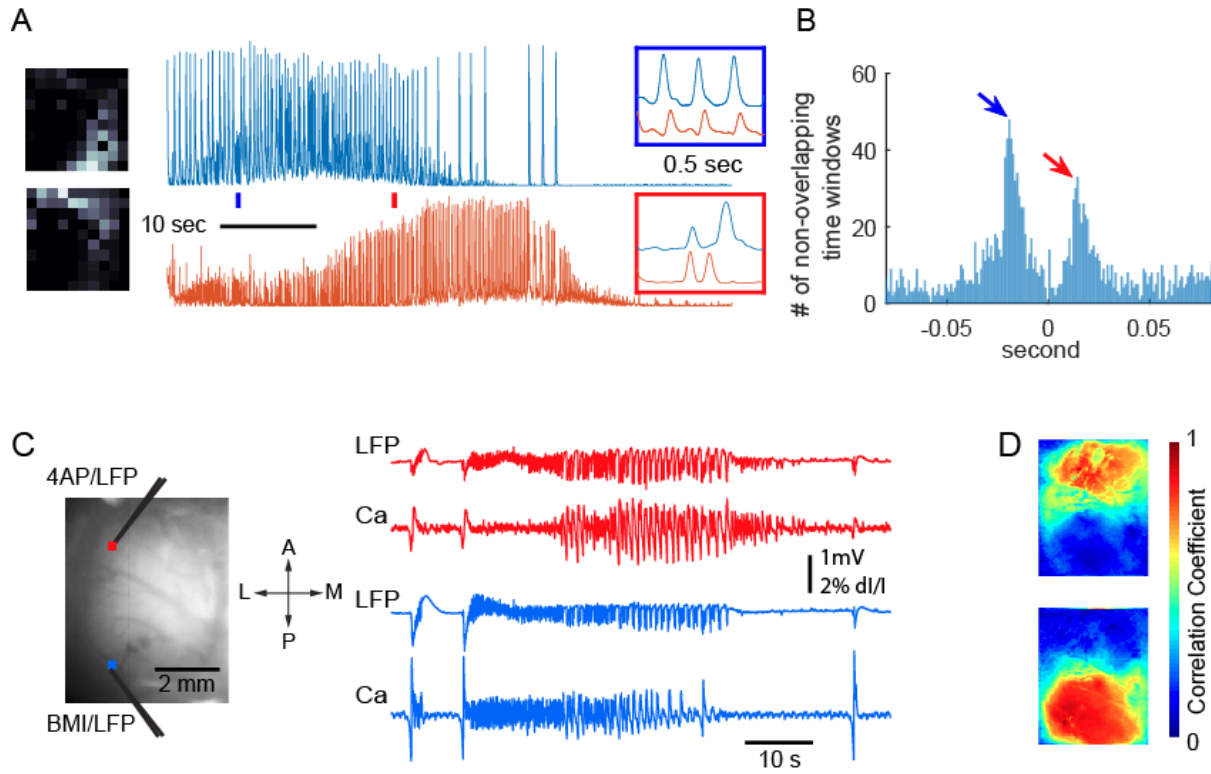 A
10 sec
0.5 sec
B
# of non-overlapping
time windows
60
40
20
0
-0.05
0
0.05
second
C
4AP/LFP
BMI/LFP
2 mm
A
L
M
P
LFP
Ca
1mV
2% dI/I
LFP
Ca
10 s
D
1
Correlation Coefficient
0